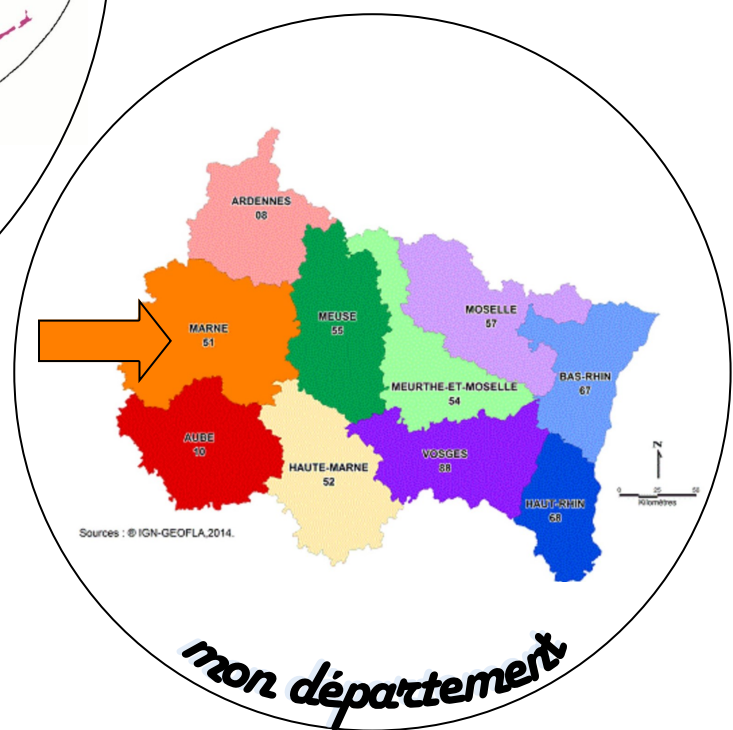 ARDENNES
08
MARNE
51
MEUSE
55
MOSELLE
57
MEURTHE-ET-MOSELLE
54
BAS-RHIN
67
AUBE
10
HAUTE-MARNE
52
VOSGES
88
HAUT-RHIN
68
N
0 25 50
Kilomètres
Sources : ® IGN-GEOFLA,2014.
mon département